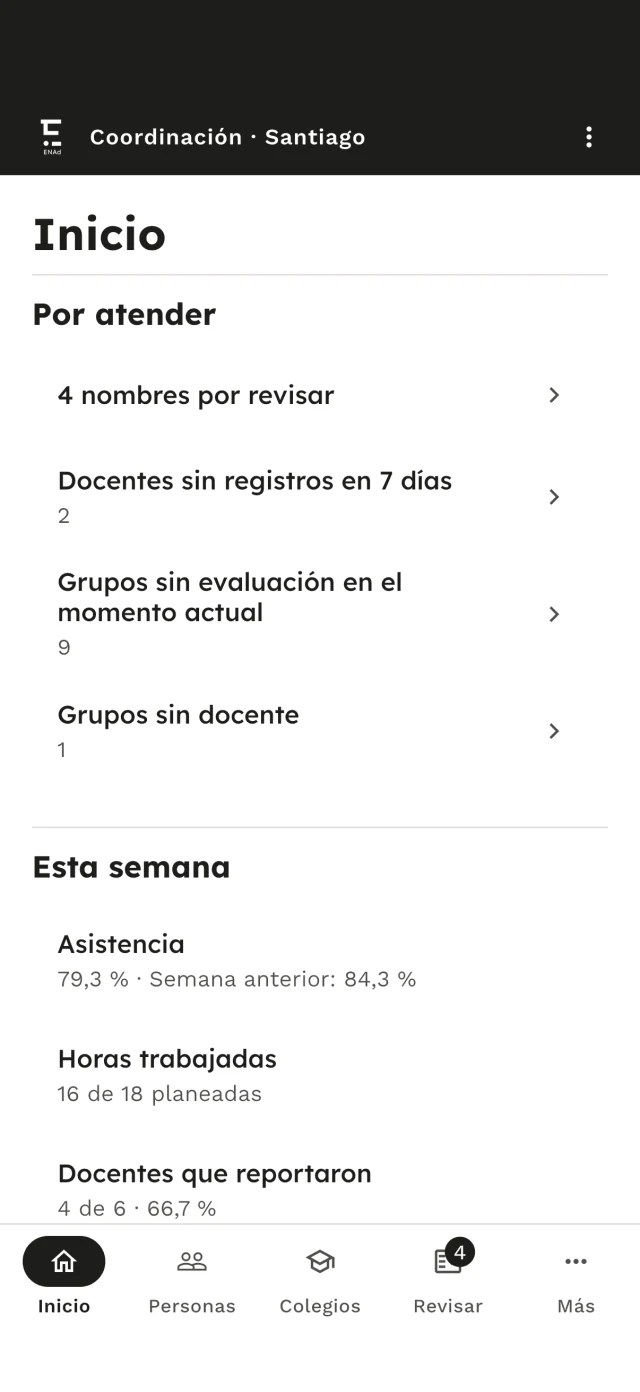 ENAd
Coordinación · Santiago
Inicio
Por atender
4 nombres por revisar
Docentes sin registros en 7 días
2
Grupos sin evaluación en el
momento actual
9
Grupos sin docente
1
Esta semana
Asistencia
79,3 % · Semana anterior: 84,3 %
Horas trabajadas
16 de 18 planeadas
Docentes que reportaron
4 de 6 · 66,7 %
4
Inicio
Personas
Colegios
Revisar
Más